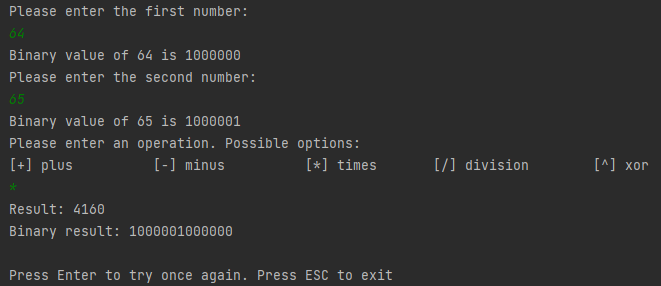 Please enter the first number:
64
Binary value of 64 is 1000000
Please enter the second number:
65
Binary value of 65 is 1000001
Please enter an operation. Possible options:
[+] plus          [-] minus          [*] times       [/] division        [^] xor
*
Result: 4160
Binary result: 1000001000000
Press Enter to try once again. Press ESC to exit